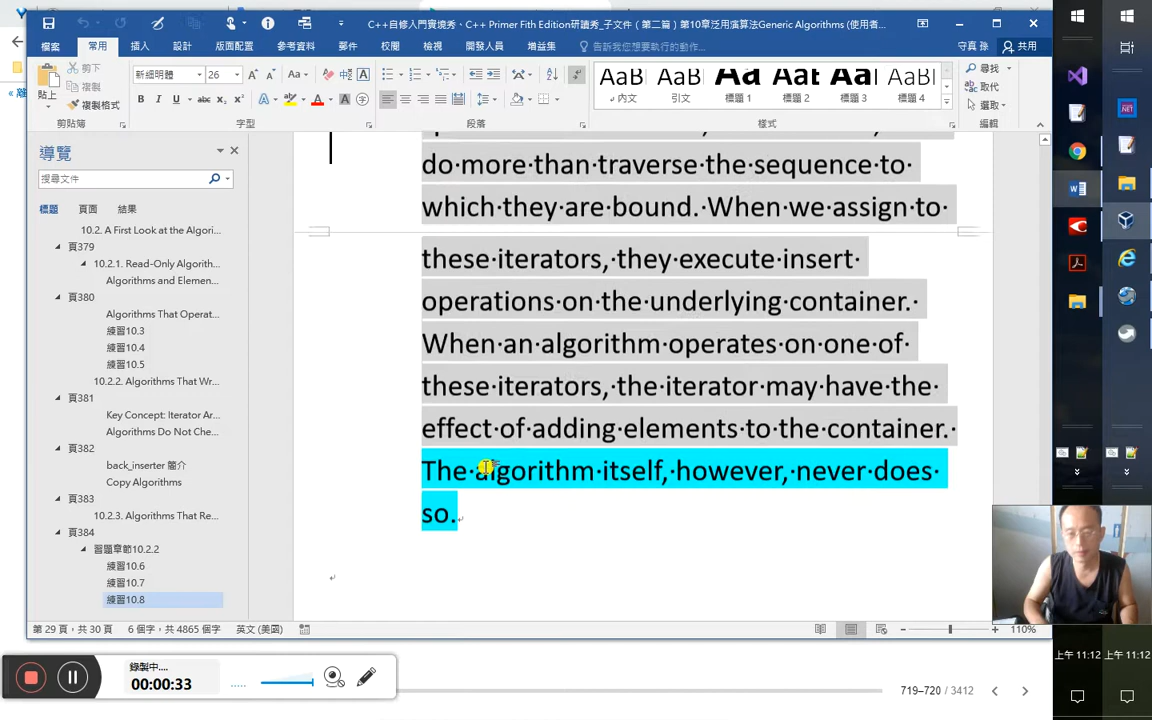 C++自修入門實境秀、C++ Primer Fith Edition研讀秀_子文件（第二篇）第10章泛用演算法Generic Algorithms (使用者...
檔案 常用 插入 設計 版面配置 參考資料 郵件 校閱 檢視 開發人員 增益集 告訴我您想要執行的動作... 守真 孫 共用
貼上
剪下
複製
複製格式
剪貼簿
新細明體 26
B I U abc x₂ x²
字型
段落
AaB AaBb Aa AaB AaB AaBI
內文 引文 標題 1 標題 2 標題 3 標題 4
樣式
尋找
取代
選取
編輯
導覽
搜尋文件
標題 頁面 結果
10.2. A First Look at the Algori...
頁379
10.2.1. Read-Only Algorith...
Algorithms and Elemen...
頁380
Algorithms That Operat...
練習10.3
練習10.4
練習10.5
10.2.2. Algorithms That Wr...
頁381
Key Concept: Iterator Ar...
Algorithms Do Not Che...
頁382
back_inserter 簡介
Copy Algorithms
頁383
10.2.3. Algorithms That Re...
頁384
習題章節10.2.2
練習10.6
練習10.7
練習10.8
do·more·than·traverse·the·sequence·to·
which·they·are·bound.·When·we·assign·to·
these·iterators,·they·execute·insert·
operations·on·the·underlying·container.·
When·an·algorithm·operates·on·one·of·
these·iterators,·the·iterator·may·have·the·
effect·of·adding·elements·to·the·container.·
The·algorithm·itself,·however,·never·does·
so.
第 29 頁，共 30 頁 6 個字，共 4865 個字 英文 (美國) 110%
錄製中....
00:00:33
719–720 / 3412
上午 11:12 上午 11:12